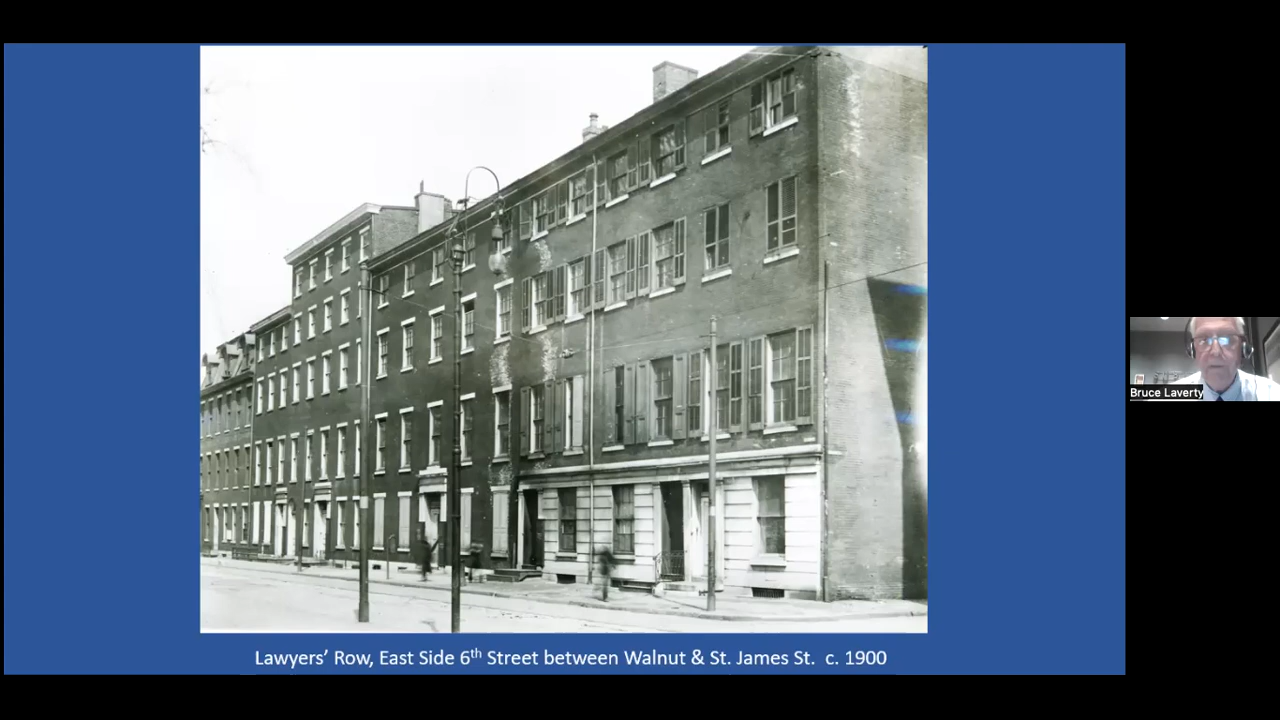 Lawyers’ Row, East Side 6th Street between Walnut & St. James St.  c. 1900
Bruce Laverty